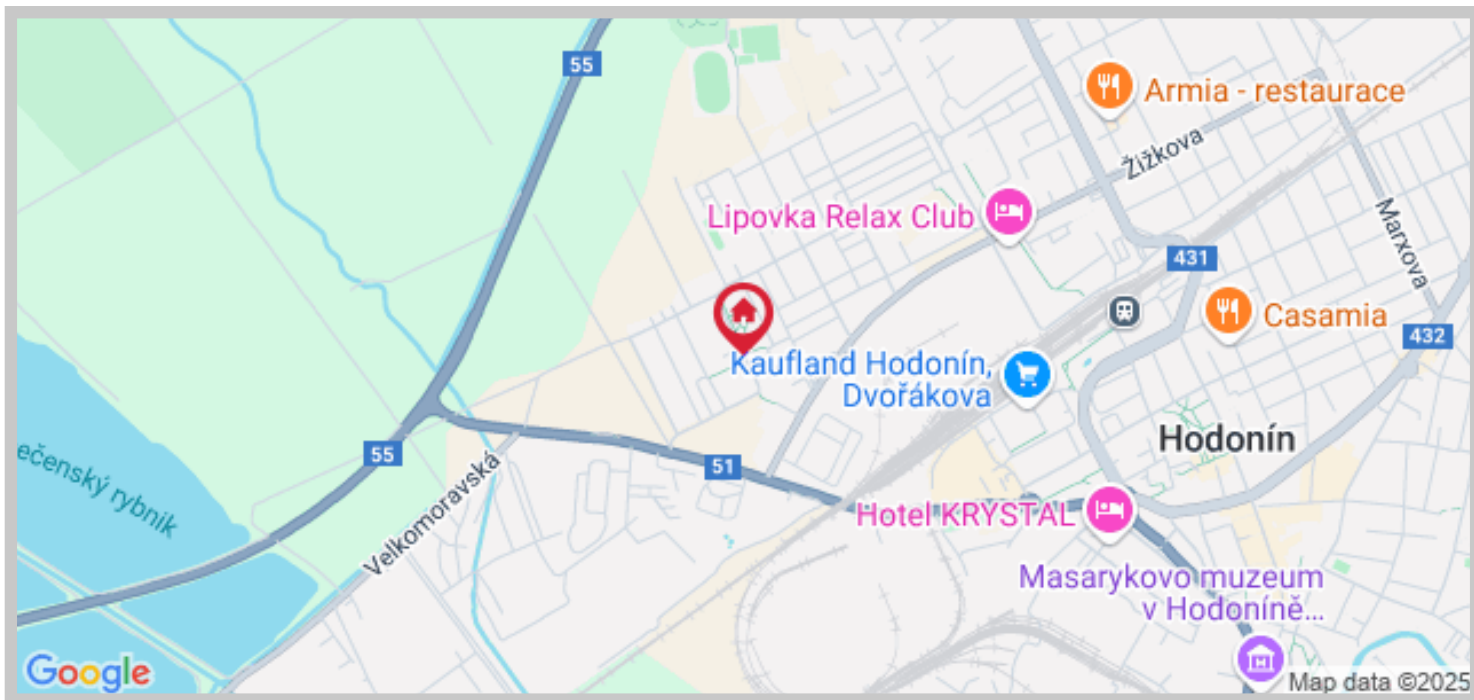 55
Armia - restaurace
Žižkova
Lipovka Relax Club
Marxova
431
Casamia
432
Kaufland Hodonín,
Dvořákova
Hodonín
55
51
ečenský rybník
Velkomoravská
Hotel KRYSTAL
Masarykovo muzeum
v Hodoníně...
Google
Map data ©2025